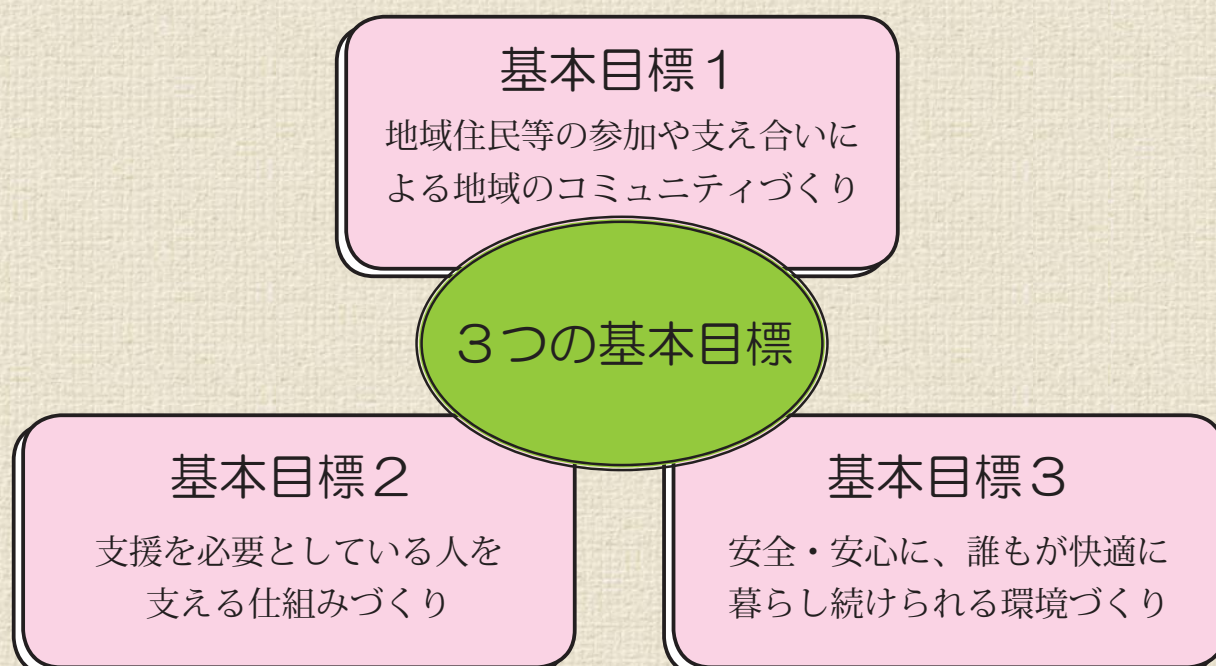 基本目標1
地域住民等の参加や支え合いに
よる地域のコミュニティづくり
3つの基本目標
基本目標2
支援を必要としている人を
支える仕組みづくり
基本目標3
安全・安心に、誰もが快適に
暮らし続けられる環境づくり